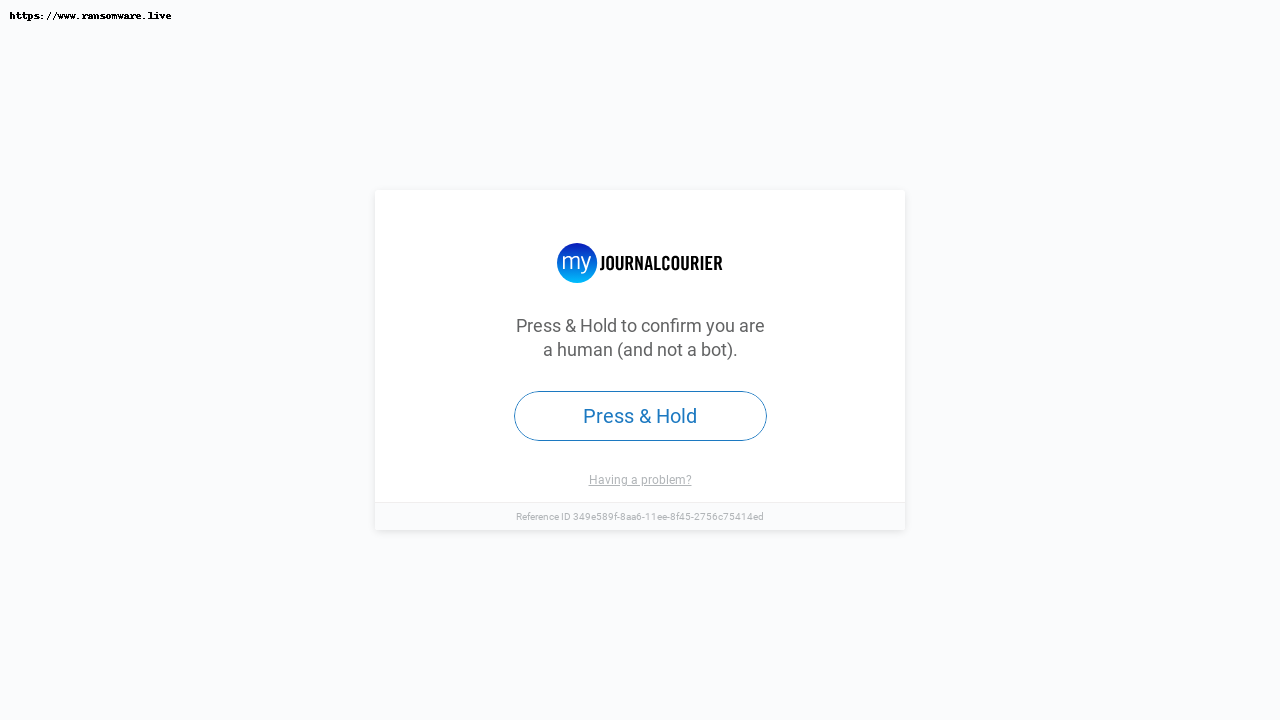 https://www.ransomware.live
my JOURNALCOURIER
Press & Hold to confirm you are
a human (and not a bot).
Press & Hold
Having a problem?
Reference ID 349e589f-8aa6-11ee-8f45-2756c75414ed